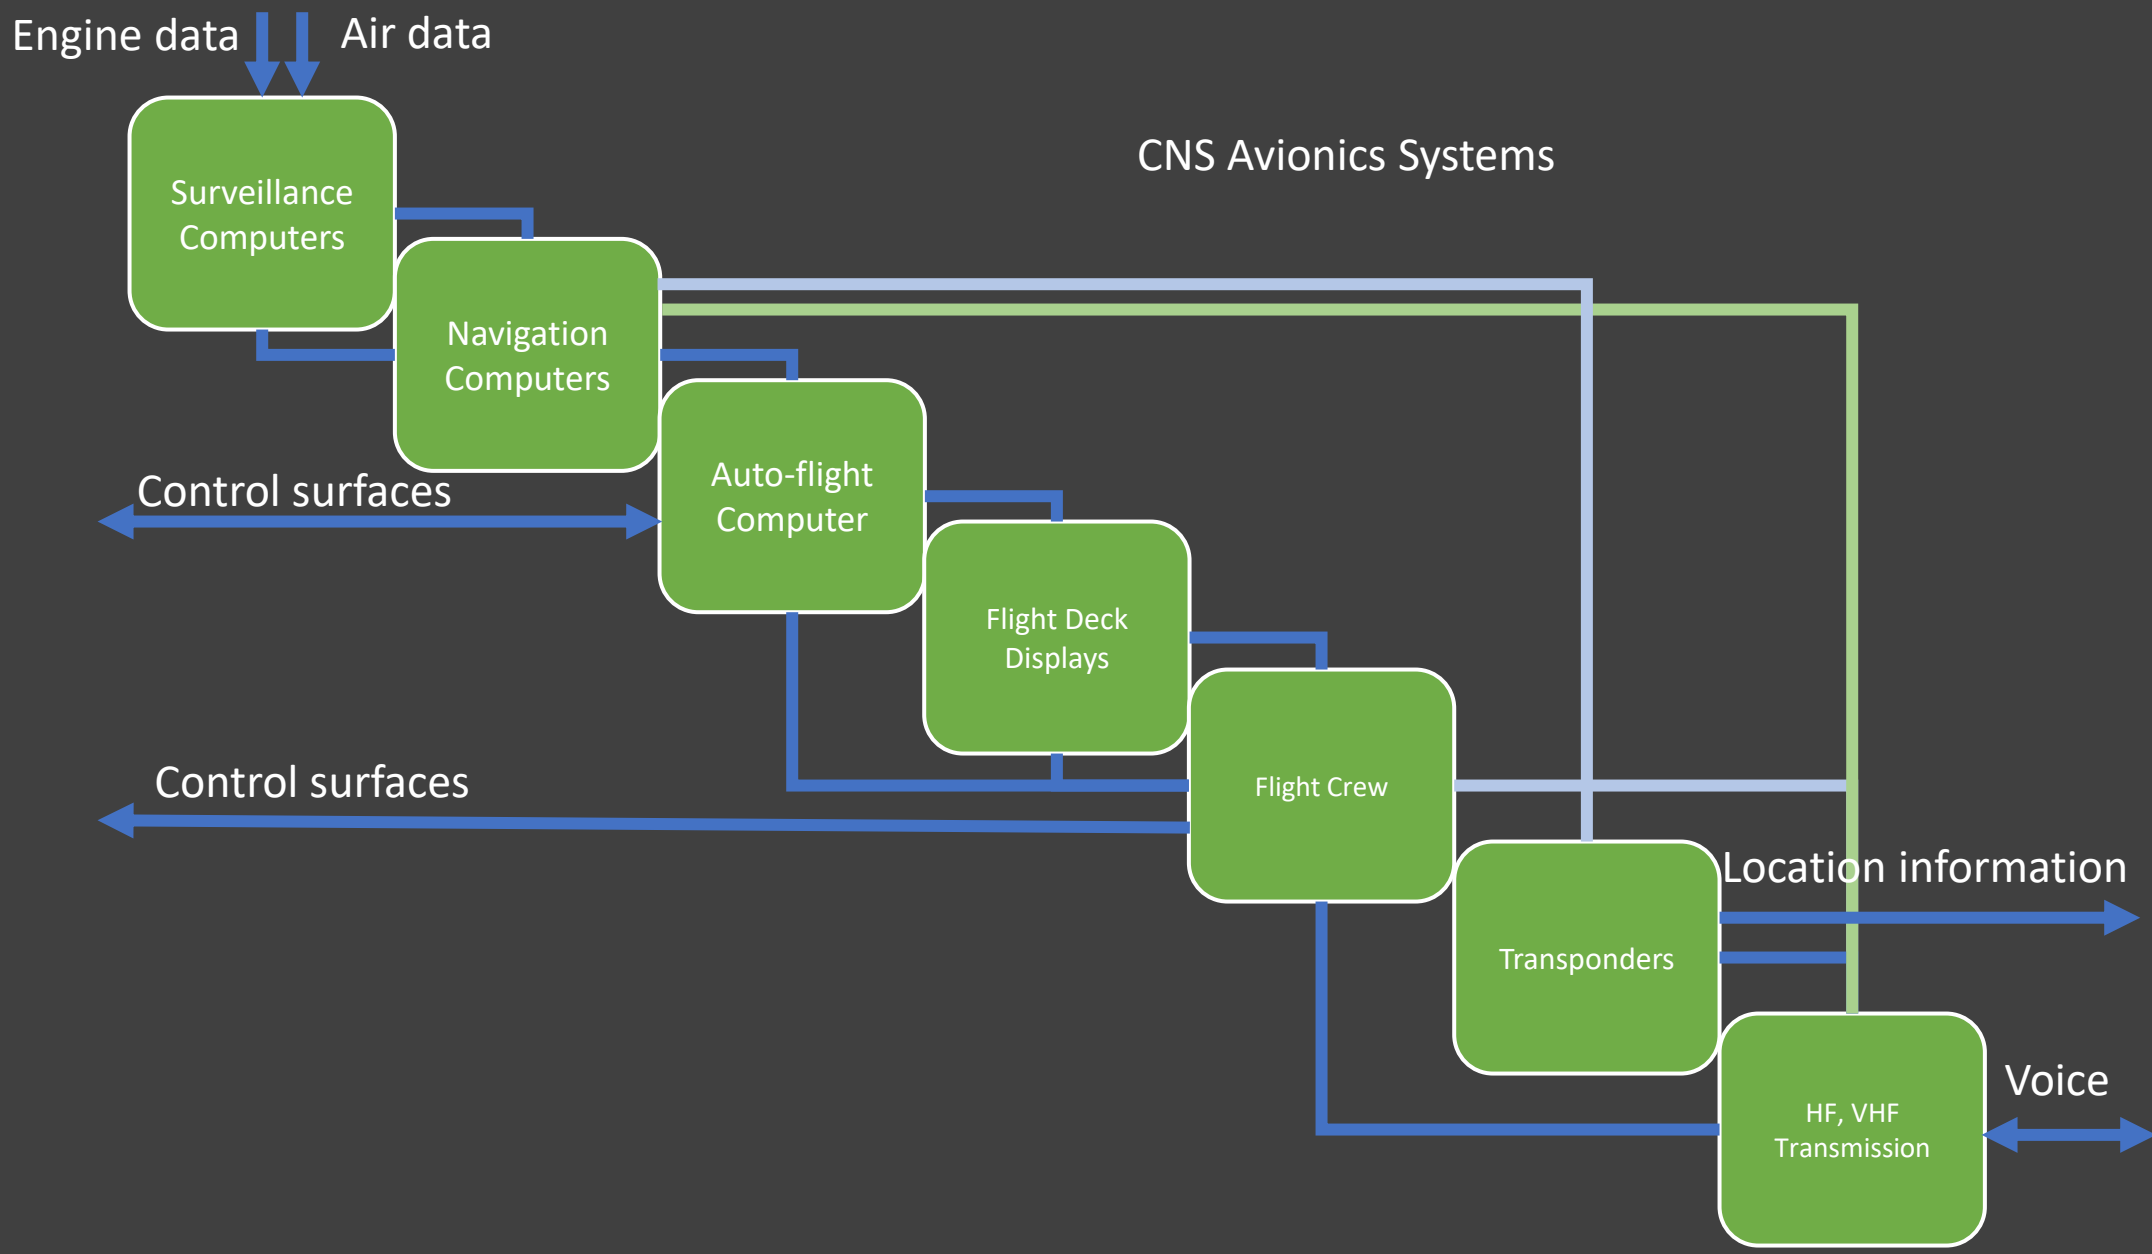 Engine data
Air data
CNS Avionics Systems
Surveillance
Computers
Navigation
Computers
Control surfaces
Auto-flight
Computer
Flight Deck
Displays
Control surfaces
Flight Crew
Location information
Transponders
Voice
HF, VHF
Transmission